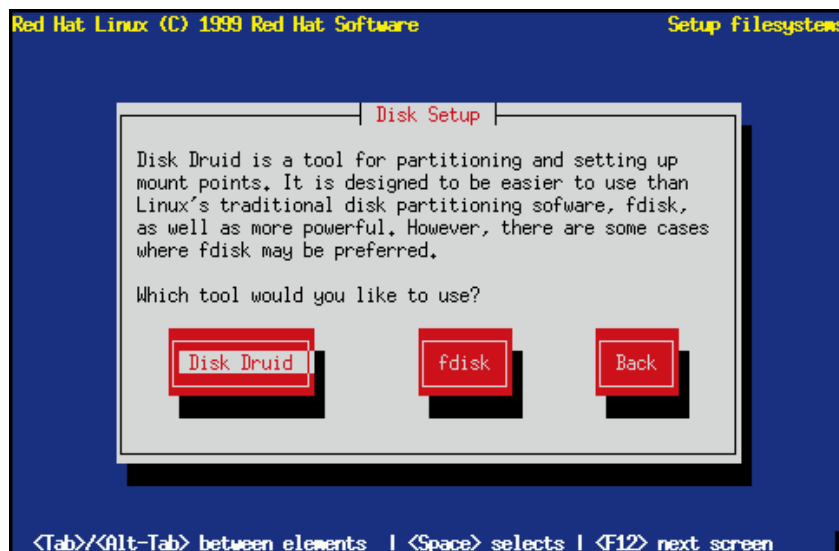 Red Hat Linux (C) 1999 Red Hat Software Setup filesystems
Disk Setup
Disk Druid is a tool for partitioning and setting up
mount points. It is designed to be easier to use than
Linux's traditional disk partitioning sofware, fdisk,
as well as more powerful. However, there are some cases
where fdisk may be preferred.
Which tool would you like to use?
Disk Druid fdisk Back
<Tab>/<Alt-Tab> between elements | <Space> selects | <F12> next screen